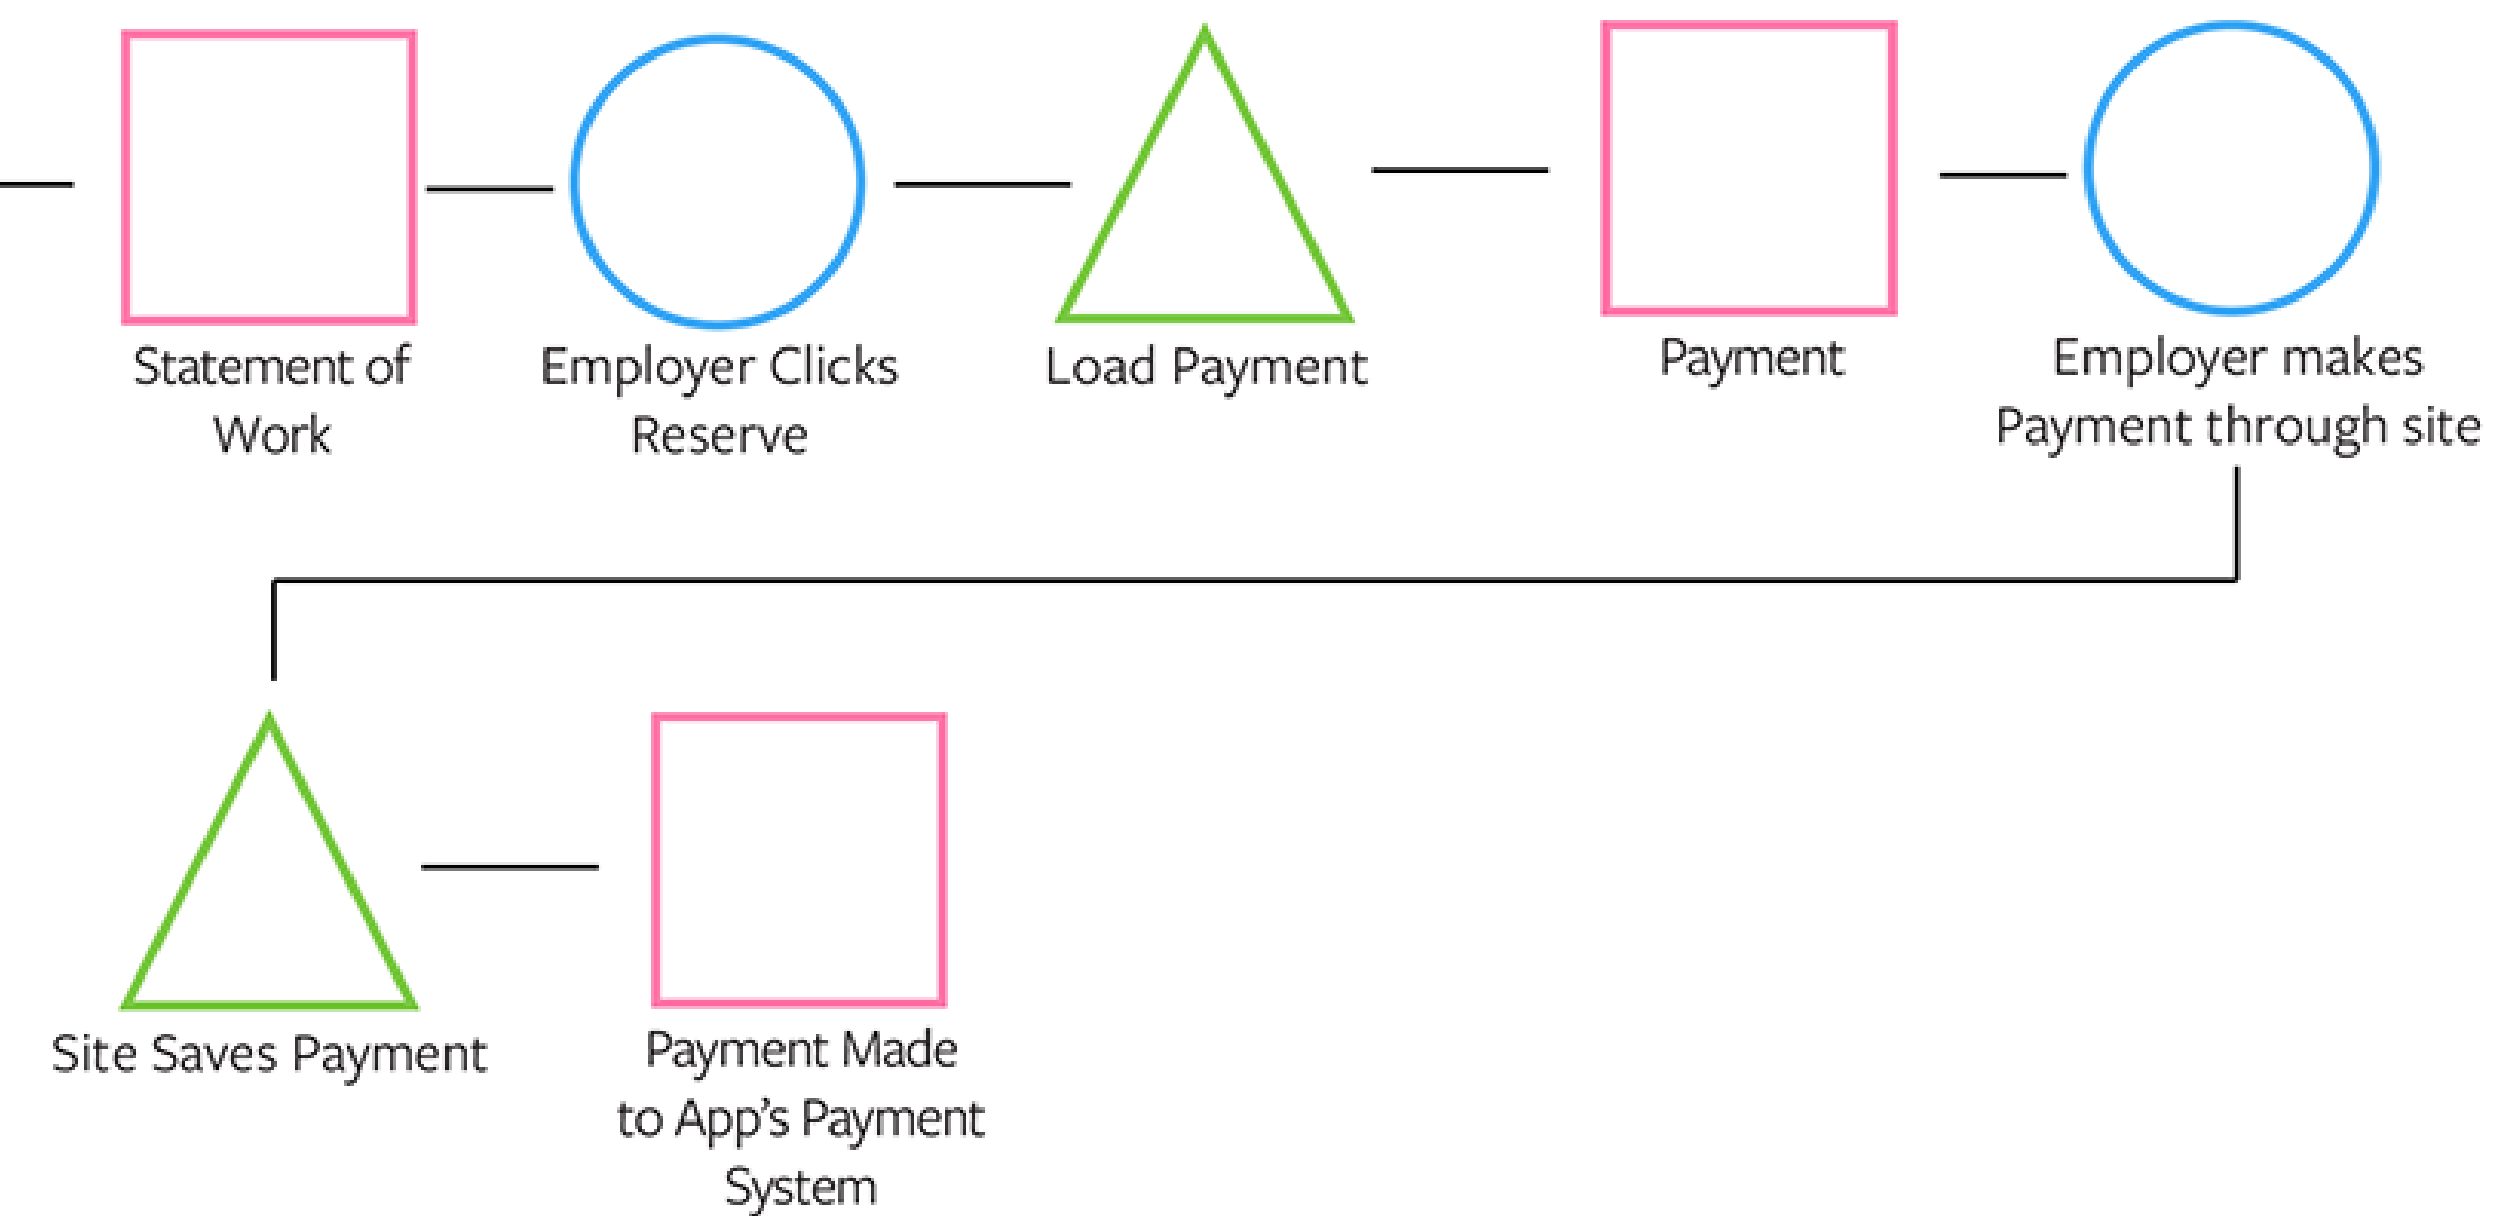 Statement of
Work
Employer Clicks
Reserve
Load Payment
Payment
Employer makes
Payment through site
Site Saves Payment
Payment Made
to App’s Payment
System